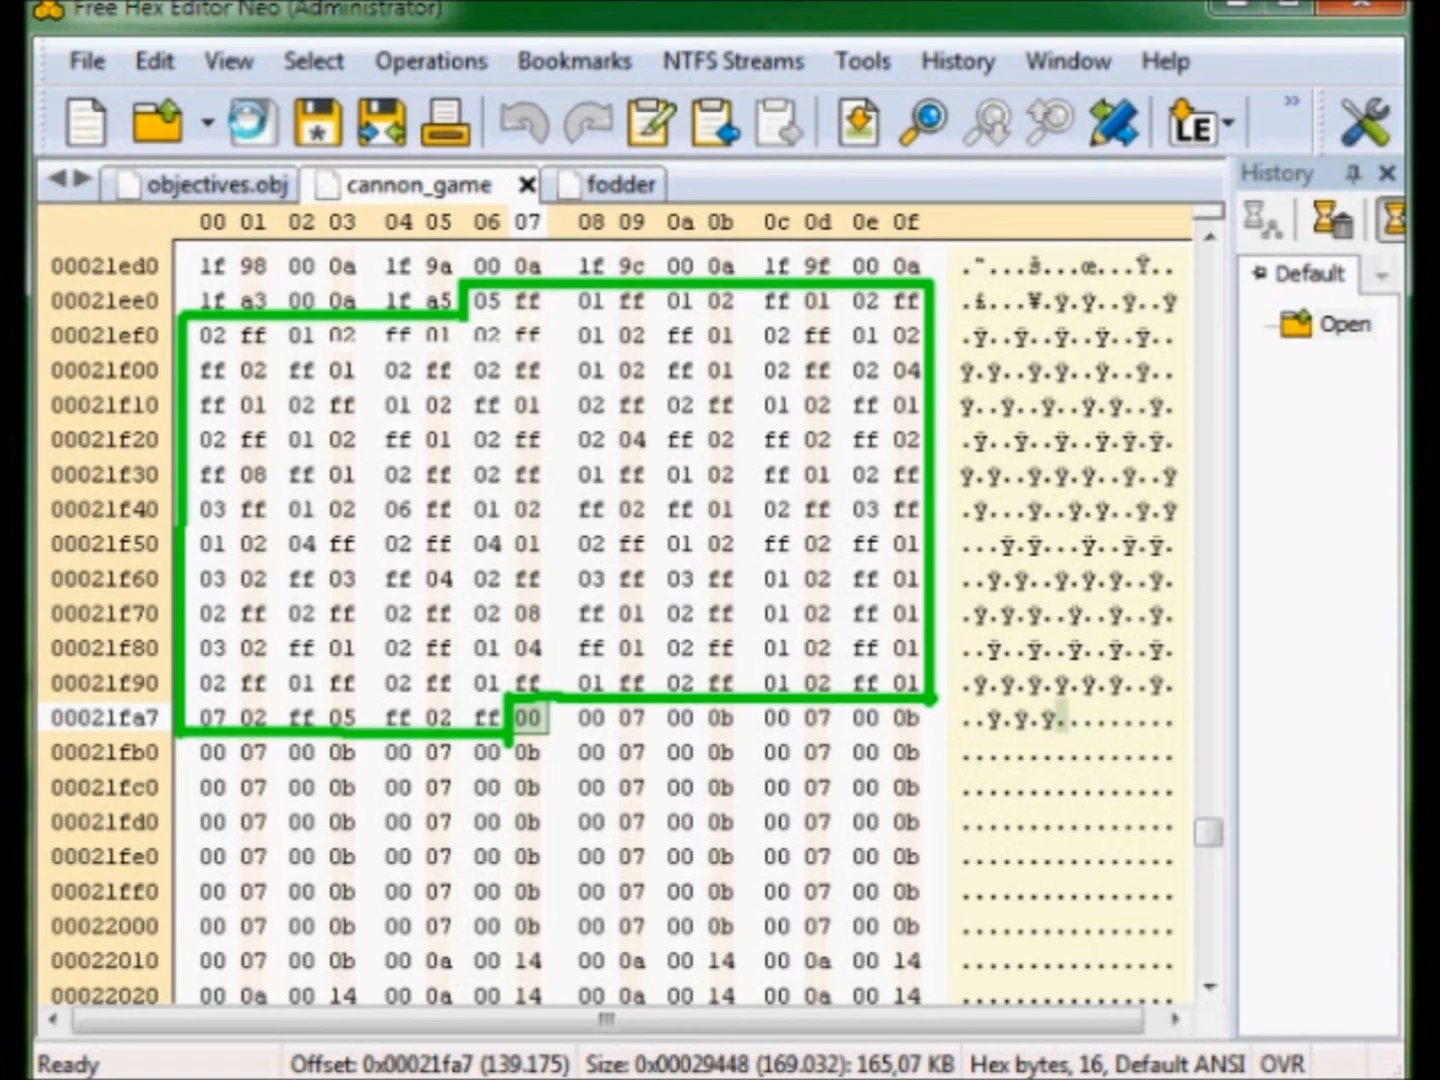 Free Hex Editor Neo (Administrator)
File Edit View Select Operations Bookmarks NTFS Streams Tools History Window Help
LE
»
objectives.obj cannon_game fodder
History
Default
Open
00 01 02 03 04 05 06 07 08 09 0a 0b 0c 0d 0e 0f
00021ed0 1f 98 00 0a 1f 9a 00 0a 1f 9c 00 0a 1f 9f 00 0a .˜...š...œ...Ÿ..
00021ee0 1f a3 00 0a 1f a5 05 ff 01 ff 01 02 ff 01 02 ff .£...¥.ÿ.ÿ..ÿ..ÿ
00021ef0 02 ff 01 02 ff 01 02 ff 01 02 ff 01 02 ff 01 02 .ÿ..ÿ..ÿ..ÿ..ÿ..
00021f00 ff 02 ff 01 02 ff 02 ff 01 02 ff 01 02 ff 02 04 ÿ.ÿ..ÿ.ÿ..ÿ..ÿ..
00021f10 ff 01 02 ff 01 02 ff 01 02 ff 02 ff 01 02 ff 01 ÿ..ÿ..ÿ..ÿ.ÿ..ÿ.
00021f20 02 ff 01 02 ff 01 02 ff 02 04 ff 02 ff 02 ff 02 .ÿ..ÿ..ÿ..ÿ.ÿ.ÿ.
00021f30 ff 08 ff 01 02 ff 02 ff 01 ff 01 02 ff 01 02 ff ÿ.ÿ..ÿ.ÿ.ÿ..ÿ..ÿ
00021f40 03 ff 01 02 06 ff 01 02 ff 02 ff 01 02 ff 03 ff .ÿ...ÿ..ÿ.ÿ..ÿ.ÿ
00021f50 01 02 04 ff 02 ff 04 01 02 ff 01 02 ff 02 ff 01 ...ÿ.ÿ...ÿ..ÿ.ÿ.
00021f60 03 02 ff 03 ff 04 02 ff 03 ff 03 ff 01 02 ff 01 ..ÿ.ÿ..ÿ.ÿ.ÿ..ÿ.
00021f70 02 ff 02 ff 02 ff 02 08 ff 01 02 ff 01 02 ff 01 .ÿ.ÿ.ÿ..ÿ..ÿ..ÿ.
00021f80 03 02 ff 01 02 ff 01 04 ff 01 02 ff 01 02 ff 01 ..ÿ..ÿ..ÿ..ÿ..ÿ.
00021f90 02 ff 01 ff 02 ff 01 ff 01 ff 02 ff 01 02 ff 01 .ÿ.ÿ.ÿ.ÿ.ÿ.ÿ..ÿ.
00021fa7 07 02 ff 05 ff 02 ff 00 00 07 00 0b 00 07 00 0b ..ÿ.ÿ.ÿ.........
00021fb0 00 07 00 0b 00 07 00 0b 00 07 00 0b 00 07 00 0b ................
00021fc0 00 07 00 0b 00 07 00 0b 00 07 00 0b 00 07 00 0b ................
00021fd0 00 07 00 0b 00 07 00 0b 00 07 00 0b 00 07 00 0b ................
00021fe0 00 07 00 0b 00 07 00 0b 00 07 00 0b 00 07 00 0b ................
00021ff0 00 07 00 0b 00 07 00 0b 00 07 00 0b 00 07 00 0b ................
00022000 00 07 00 0b 00 07 00 0b 00 07 00 0b 00 07 00 0b ................
00022010 00 07 00 0b 00 0a 00 14 00 0a 00 14 00 0a 00 14 ................
00022020 00 0a 00 14 00 0a 00 14 00 0a 00 14 00 0a 00 14 ................
Ready Offset: 0x00021fa7 (139.175) Size: 0x00029448 (169.032): 165,07 KB Hex bytes, 16, Default ANSI OVR